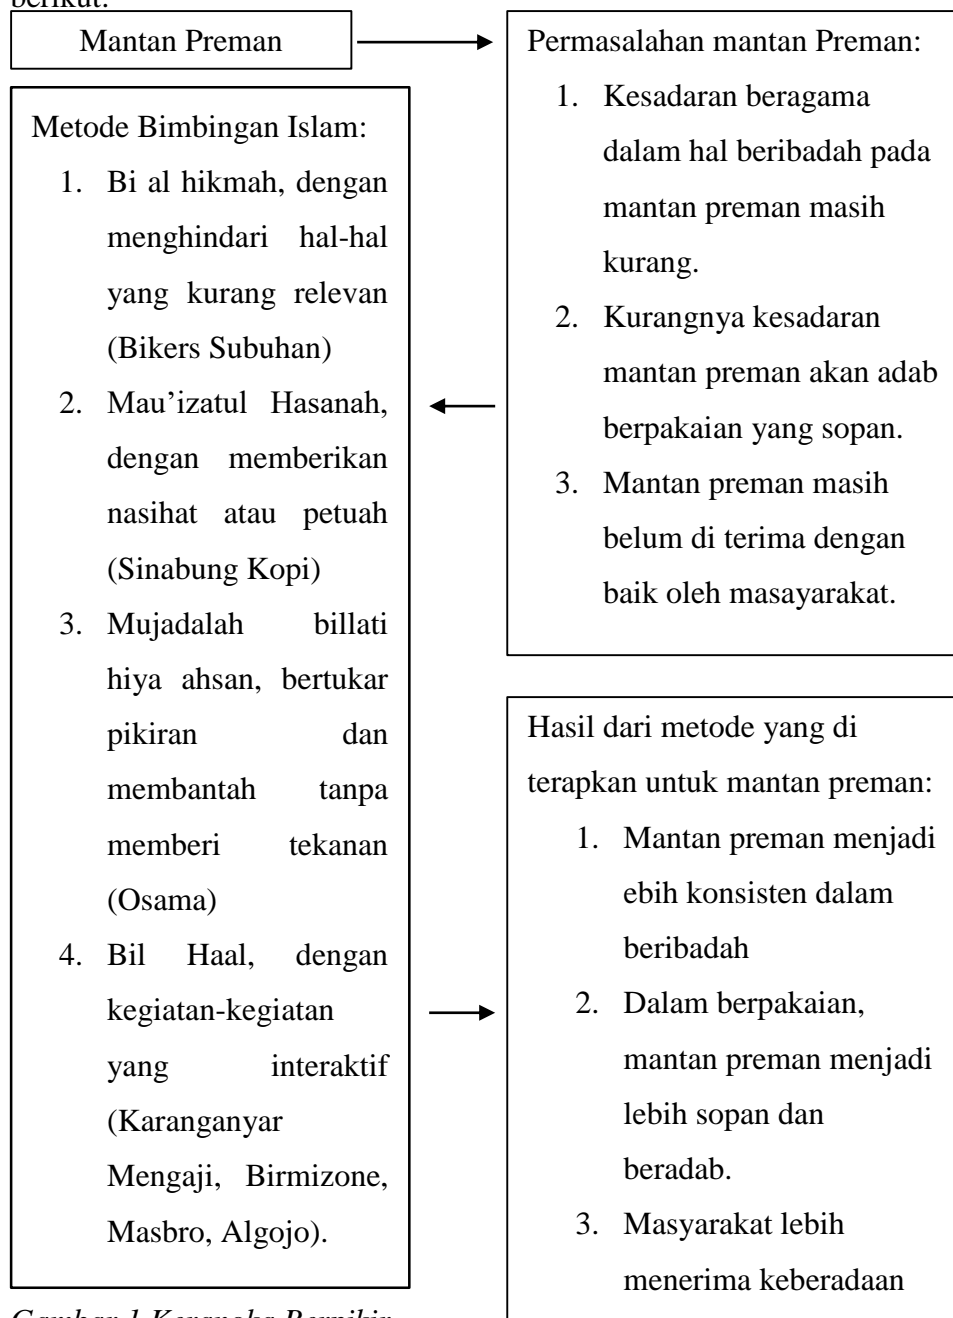 berikut:
Mantan Preman
Permasalahan mantan Preman:
1. Kesadaran beragama
dalam hal beribadah pada
mantan preman masih
kurang.
2. Kurangnya kesadaran
mantan preman akan adab
berpakaian yang sopan.
3. Mantan preman masih
belum di terima dengan
baik oleh masayarakat.
Metode Bimbingan Islam:
1. Bi al hikmah, dengan
menghindari hal-hal
yang kurang relevan
(Bikers Subuhan)
2. Mau’izatul Hasanah,
dengan memberikan
nasihat atau petuah
(Sinabung Kopi)
3. Mujadalah billati
hiya ahsan, bertukar
pikiran dan
membantah tanpa
memberi tekanan
(Osama)
4. Bil Haal, dengan
kegiatan-kegiatan
yang interaktif
(Karanganyar
Mengaji, Birmizone,
Masbro, Algojo).
Hasil dari metode yang di
terapkan untuk mantan preman:
1. Mantan preman menjadi
ebih konsisten dalam
beribadah
2. Dalam berpakaian,
mantan preman menjadi
lebih sopan dan
beradab.
3. Masyarakat lebih
menerima keberadaan
Gambar 1 Kerangka Berpikir